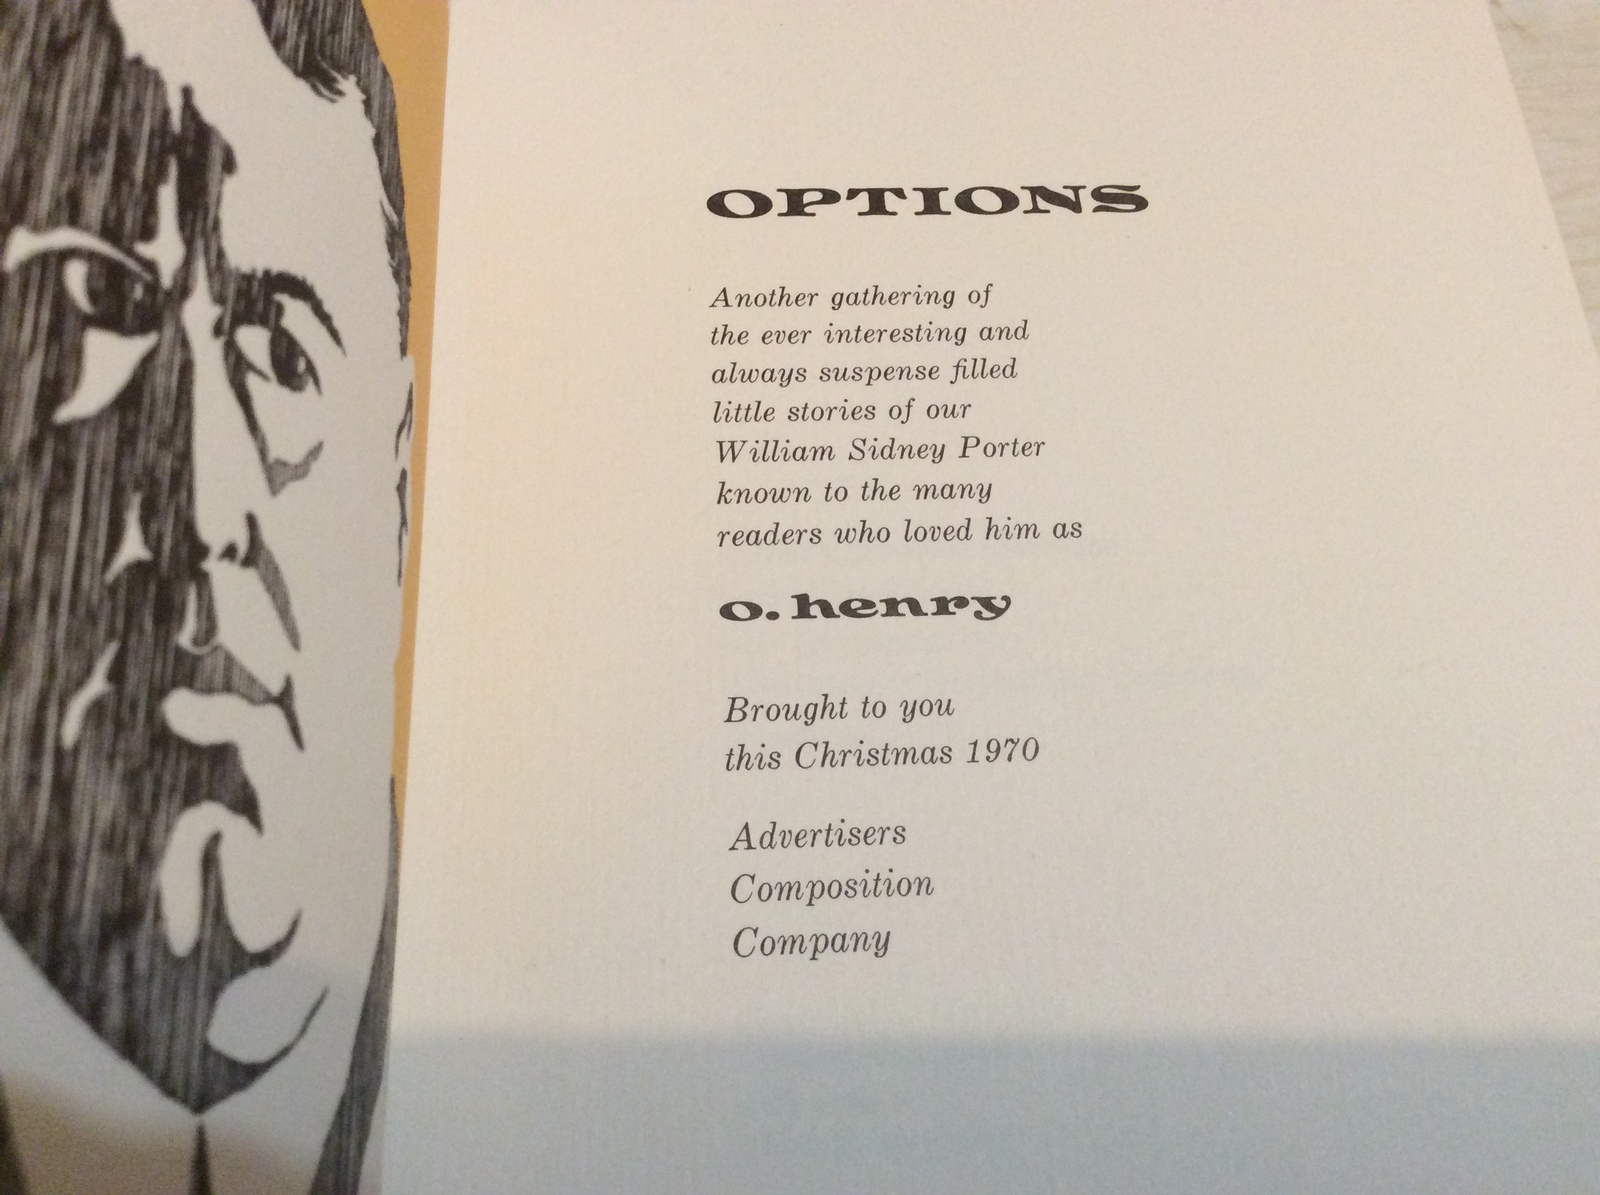 OPTIONS
Another gathering of
the ever interesting and
always suspense filled
little stories of our
William Sidney Porter
known to the many
readers who loved him as
o. henry
Brought to you
this Christmas 1970
Advertisers
Composition
Company